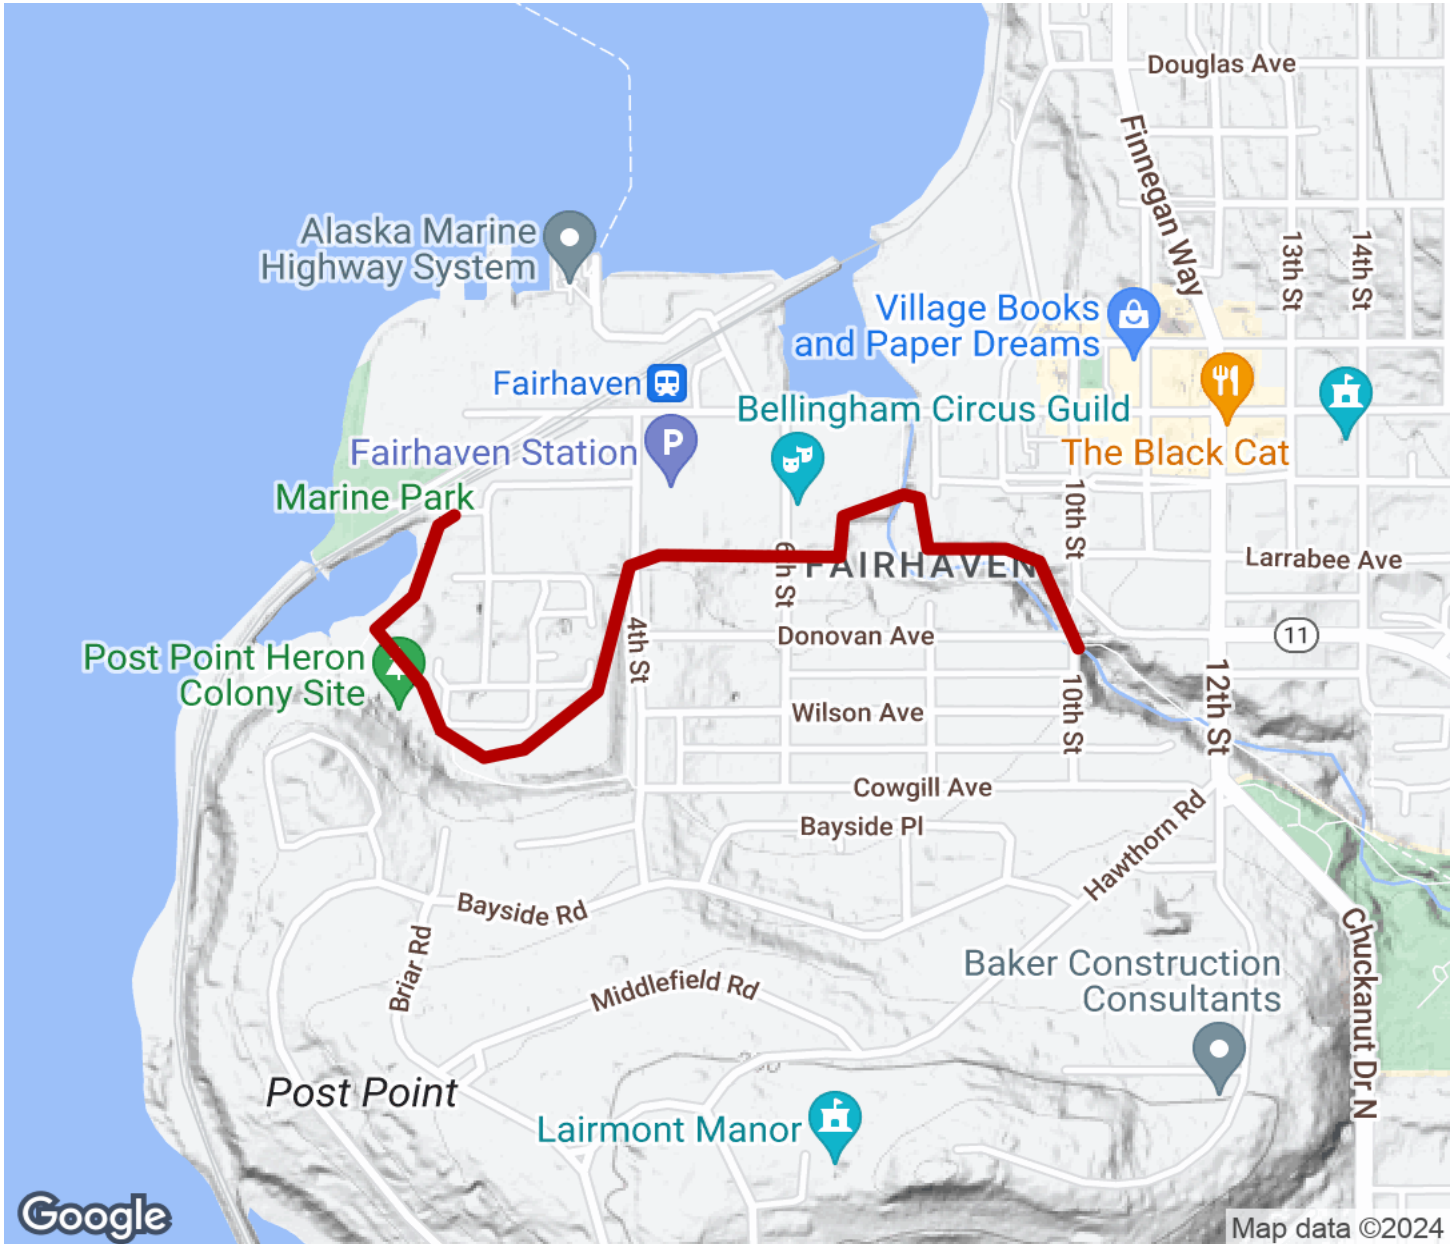 Douglas Ave
Finnegan Way
Alaska Marine
Highway System
13th St
14th St
Village Books
and Paper Dreams
Fairhaven
P
Bellingham Circus Guild
Fairhaven Station
The Black Cat
Marine Park
10th St
6th St
FAIRHAVEN
Larrabee Ave
4th St
Donovan Ave
11
Post Point Heron
Colony Site
10th St
12th St
Wilson Ave
Cowgill Ave
Bayside Pl
Hawthorn Rd
Bayside Rd
Briar Rd
Chuckanut Dr N
Middlefield Rd
Baker Construction
Consultants
Post Point
Lairmont Manor
Google
Map data ©2024